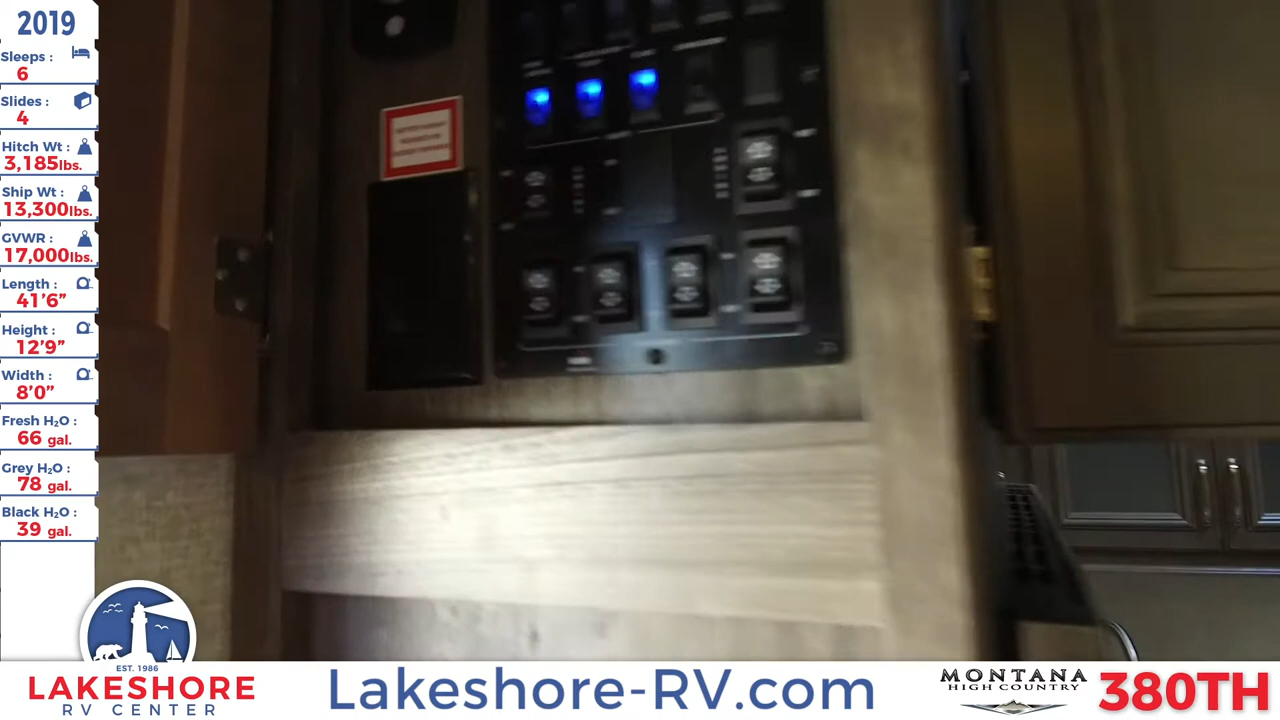 2019
Sleeps :
6
Slides :
4
Hitch Wt :
3,185lbs.
Ship Wt :
13,300lbs.
GVWR :
17,000lbs.
Length :
41'6"
Height :
12'9"
Width :
8'0"
Fresh H₂O :
66 gal.
Grey H₂O :
78 gal.
Black H₂O :
39 gal.
EST. 1986
LAKESHORE
RV CENTER
Lakeshore-RV.com
MONTANA
HIGH COUNTRY
380TH